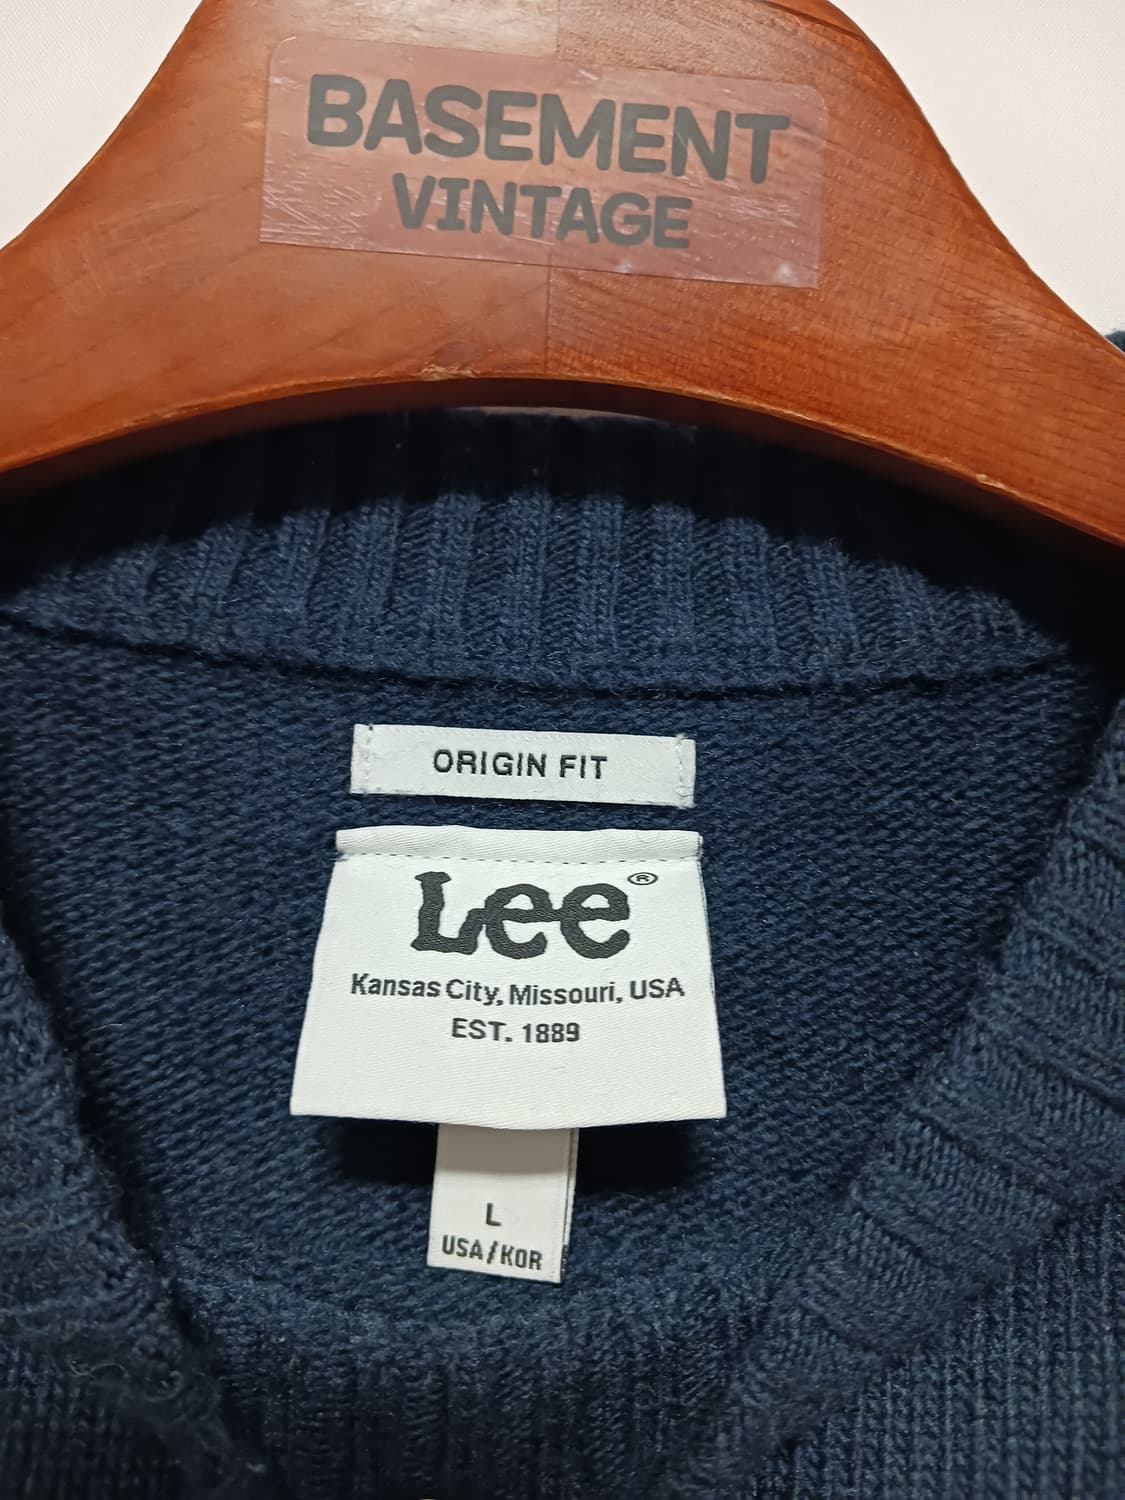 BASEMENT
VINTAGE
ORIGIN FIT
Lee®
Kansas City, Missouri, USA
EST. 1889
L
USA/KOR